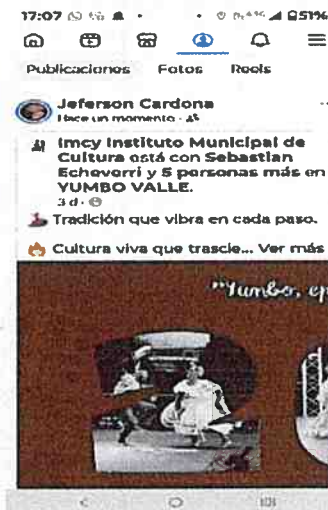 17:07
51%
Publicaciones Fotos Reels
Jeferson Cardona
Hace un momento ·
Imcy Instituto Municipal de
Cultura está con Sebastian
Echeverri y 5 personas más en
YUMBO VALLE.
3 d ·
Tradición que vibra en cada paso.
Cultura viva que trascie... Ver más
"Yumbo, ep